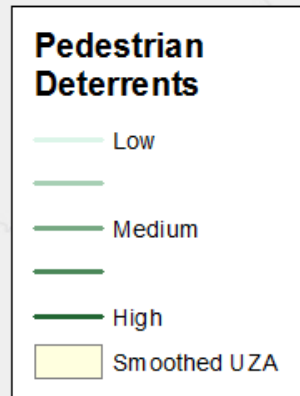 Pedestrian
Deterrents
Low
Medium
High
Smoothed UZA